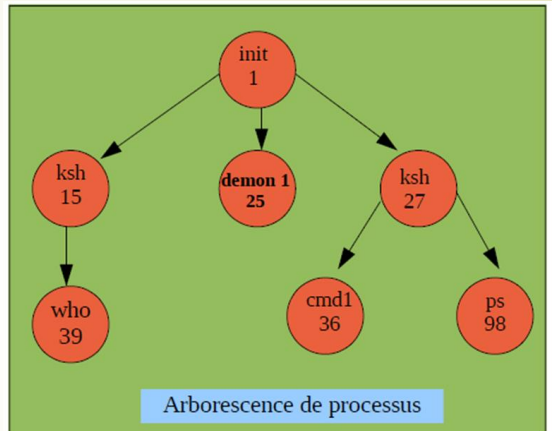 init
1
ksh
15
demon 1
25
ksh
27
who
39
cmd1
36
ps
98
Arborescence de processus